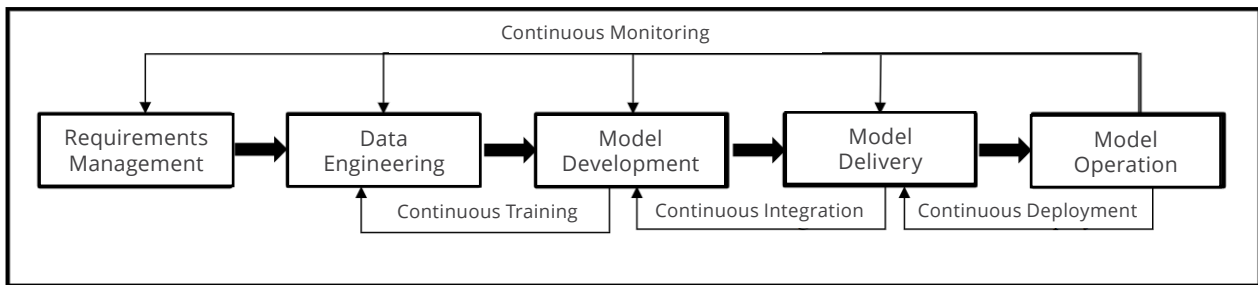 Continuous Monitoring
Requirements
Management
Data
Engineering
Model
Development
Model
Delivery
Model
Operation
Continuous Training
Continuous Integration
Continuous Deployment